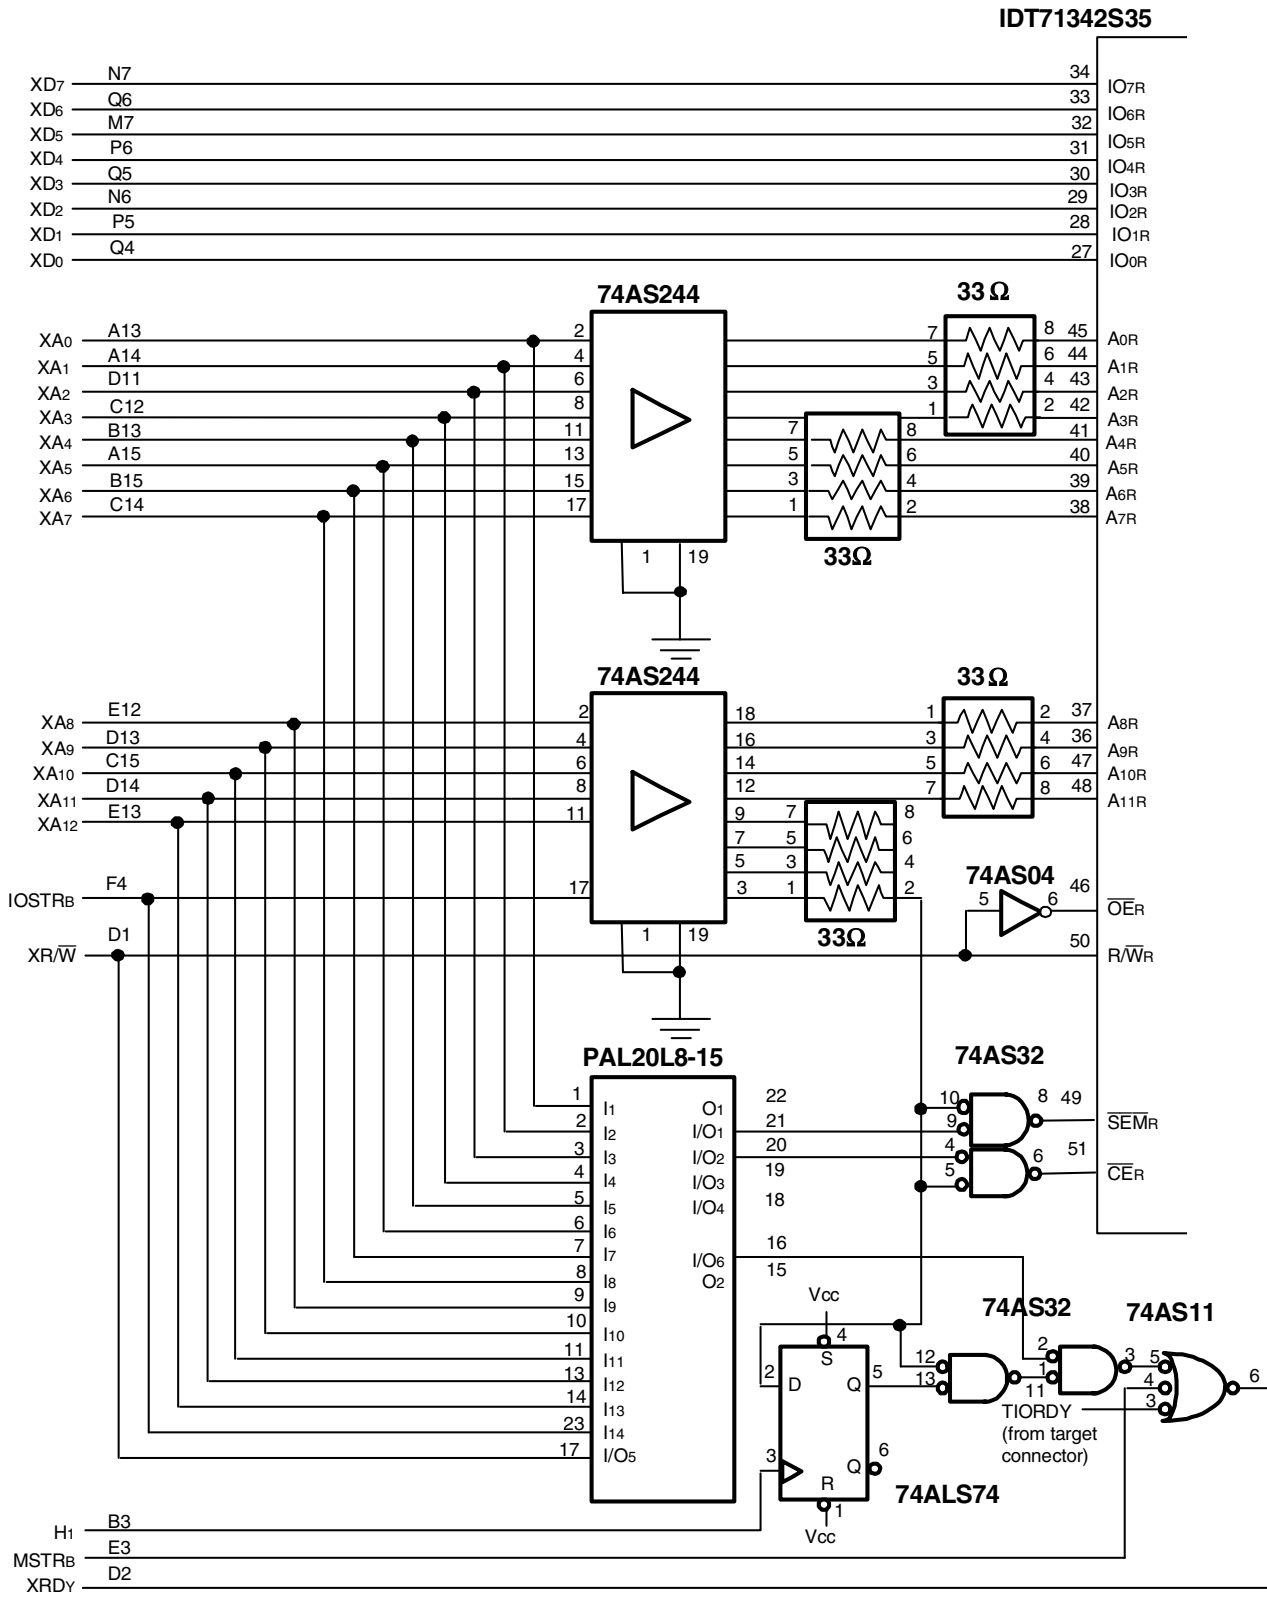 IDT71342S35
XD7 N7 34 IO7R
XD6 Q6 33 IO6R
XD5 M7 32 IO5R
XD4 P6 31 IO4R
XD3 Q5 30 IO3R
XD2 N6 29 IO2R
XD1 P5 28 IO1R
XD0 Q4 27 IO0R
74AS244 33 Ω
XA0 A13 2 7 8 45 A0R
XA1 A14 4 5 6 44 A1R
XA2 D11 6 3 4 43 A2R
XA3 C12 8 1 2 42 A3R
XA4 B13 11 7 8 41 A4R
XA5 A15 13 5 6 40 A5R
XA6 B15 15 3 4 39 A6R
XA7 C14 17 1 2 38 A7R
1 19 33Ω
74AS244 33 Ω
XA8 E12 2 18 1 2 37 A8R
XA9 D13 4 16 3 4 36 A9R
XA10 C15 6 14 5 6 47 A10R
XA11 D14 8 12 7 8 48 A11R
XA12 E13 11 9 7 8
7 5 6
5 3 4
74AS04
IOSTRB F4 17 3 1 2 5 6 46 O̅E̅R
1 19 33Ω
XR/W̅ D1 50 R/W̅R
PAL20L8-15 74AS32
1 I1 O1 22 10 8 49
2 I2 I/O1 21 9 S̅E̅M̅R
3 I3 I/O2 20 4 6 51
4 I4 I/O3 19 5 C̅E̅R
5 I5 I/O4 18
6 I6
7 I7 I/O6 16
8 I8 O2 15
9 I9 Vcc 74AS32 74AS11
10 I10 4 S
11 I11 12 2 3 5 6
13 I12 2 D Q 5 13 11 1 4
14 I13 TIORDY 3
23 I14 (from target
17 I/O5 3 Q 6 connector)
R 74ALS74
1
H1 B3 Vcc
MSTRB E3
XRDY D2